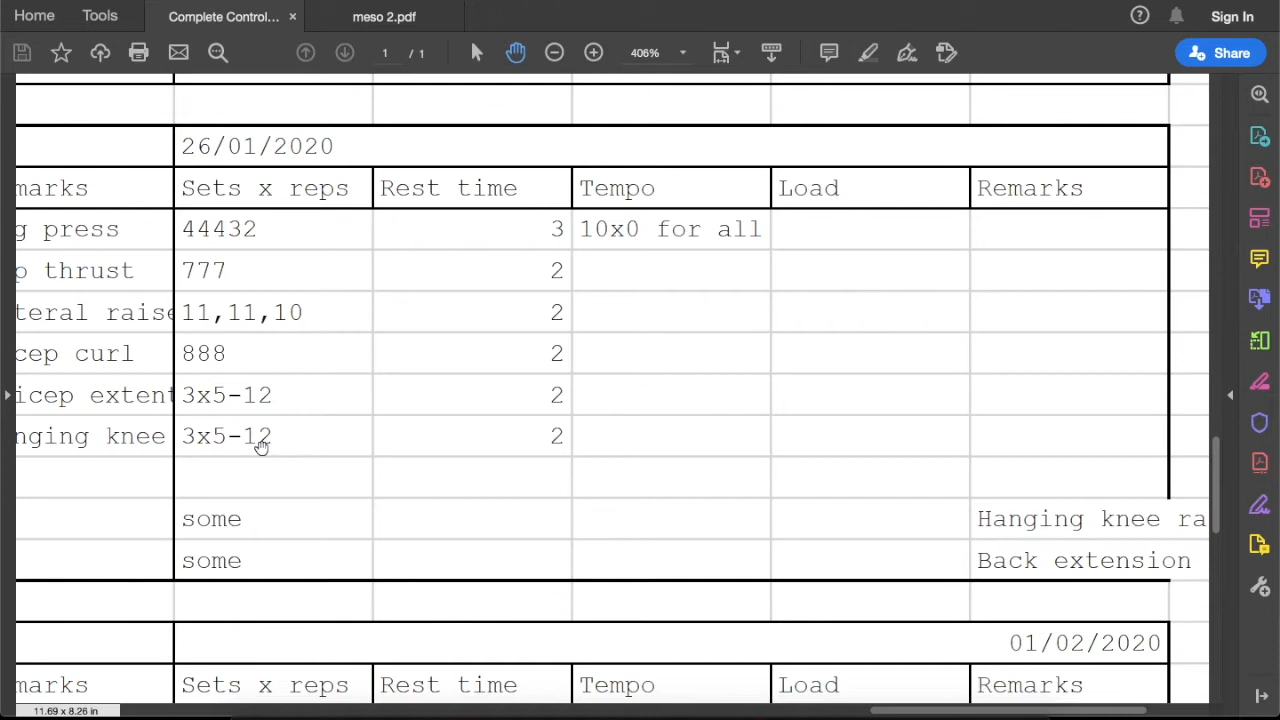 Home Tools Complete Control... × meso 2.pdf Sign In
1 / 1 406% Share
26/01/2020
marks Sets x reps Rest time Tempo Load Remarks
g press 44432 3 10x0 for all
p thrust 777 2
teral raise 11,11,10 2
cep curl 888 2
icep extent 3x5-12 2
nging knee 3x5-12 2
some Hanging knee ra
some Back extension
01/02/2020
marks Sets x reps Rest time Tempo Load Remarks
11.69 x 8.26 in